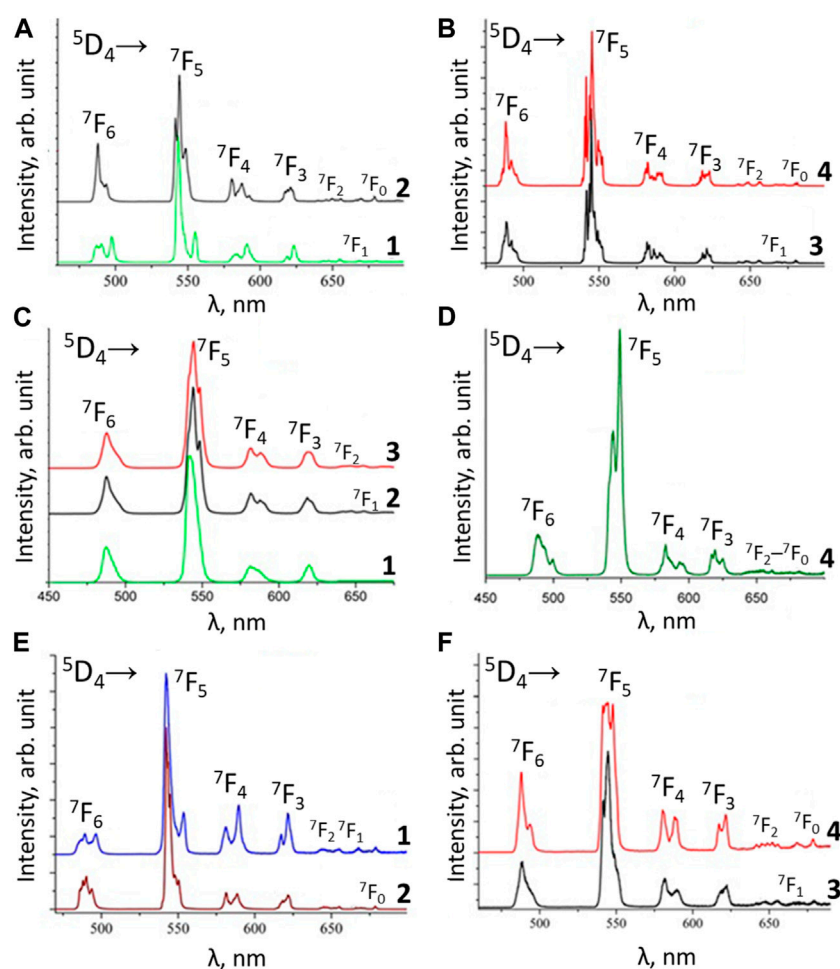 A
⁵D₄→
⁷F₅
⁷F₆
⁷F₄
⁷F₃
⁷F₂
⁷F₀
2
⁷F₁
1
Intensity, arb. unit
500 550 600 650
λ, nm
B
⁵D₄→
⁷F₅
⁷F₆
⁷F₄
⁷F₃
⁷F₂
⁷F₀
4
⁷F₁
3
Intensity, arb. unit
500 550 600 650
λ, nm
C
⁵D₄→
⁷F₅
⁷F₆
⁷F₄
⁷F₃
⁷F₂
3
⁷F₁
2
1
Intensity, arb. unit
450 500 550 600 650
λ, nm
D
⁵D₄→
⁷F₅
⁷F₆
⁷F₄
⁷F₃
⁷F₂–⁷F₀
4
Intensity, arb. unit
450 500 550 600 650
λ, nm
E
⁵D₄→
⁷F₅
⁷F₆
⁷F₄
⁷F₃
⁷F₂ ⁷F₁
1
⁷F₀
2
Intensity, arb. unit
500 550 600 650
λ, nm
F
⁵D₄→
⁷F₅
⁷F₆
⁷F₄
⁷F₃
⁷F₂
⁷F₀
4
⁷F₁
3
Intensity, arb. unit
500 550 600 650
λ, nm